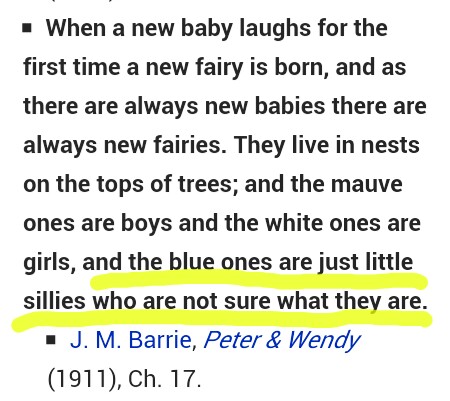 ▪ When a new baby laughs for the
first time a new fairy is born, and as
there are always new babies there are
always new fairies. They live in nests
on the tops of trees; and the mauve
ones are boys and the white ones are
girls, and the blue ones are just little
sillies who are not sure what they are.
▪ J. M. Barrie, Peter & Wendy
(1911), Ch. 17.